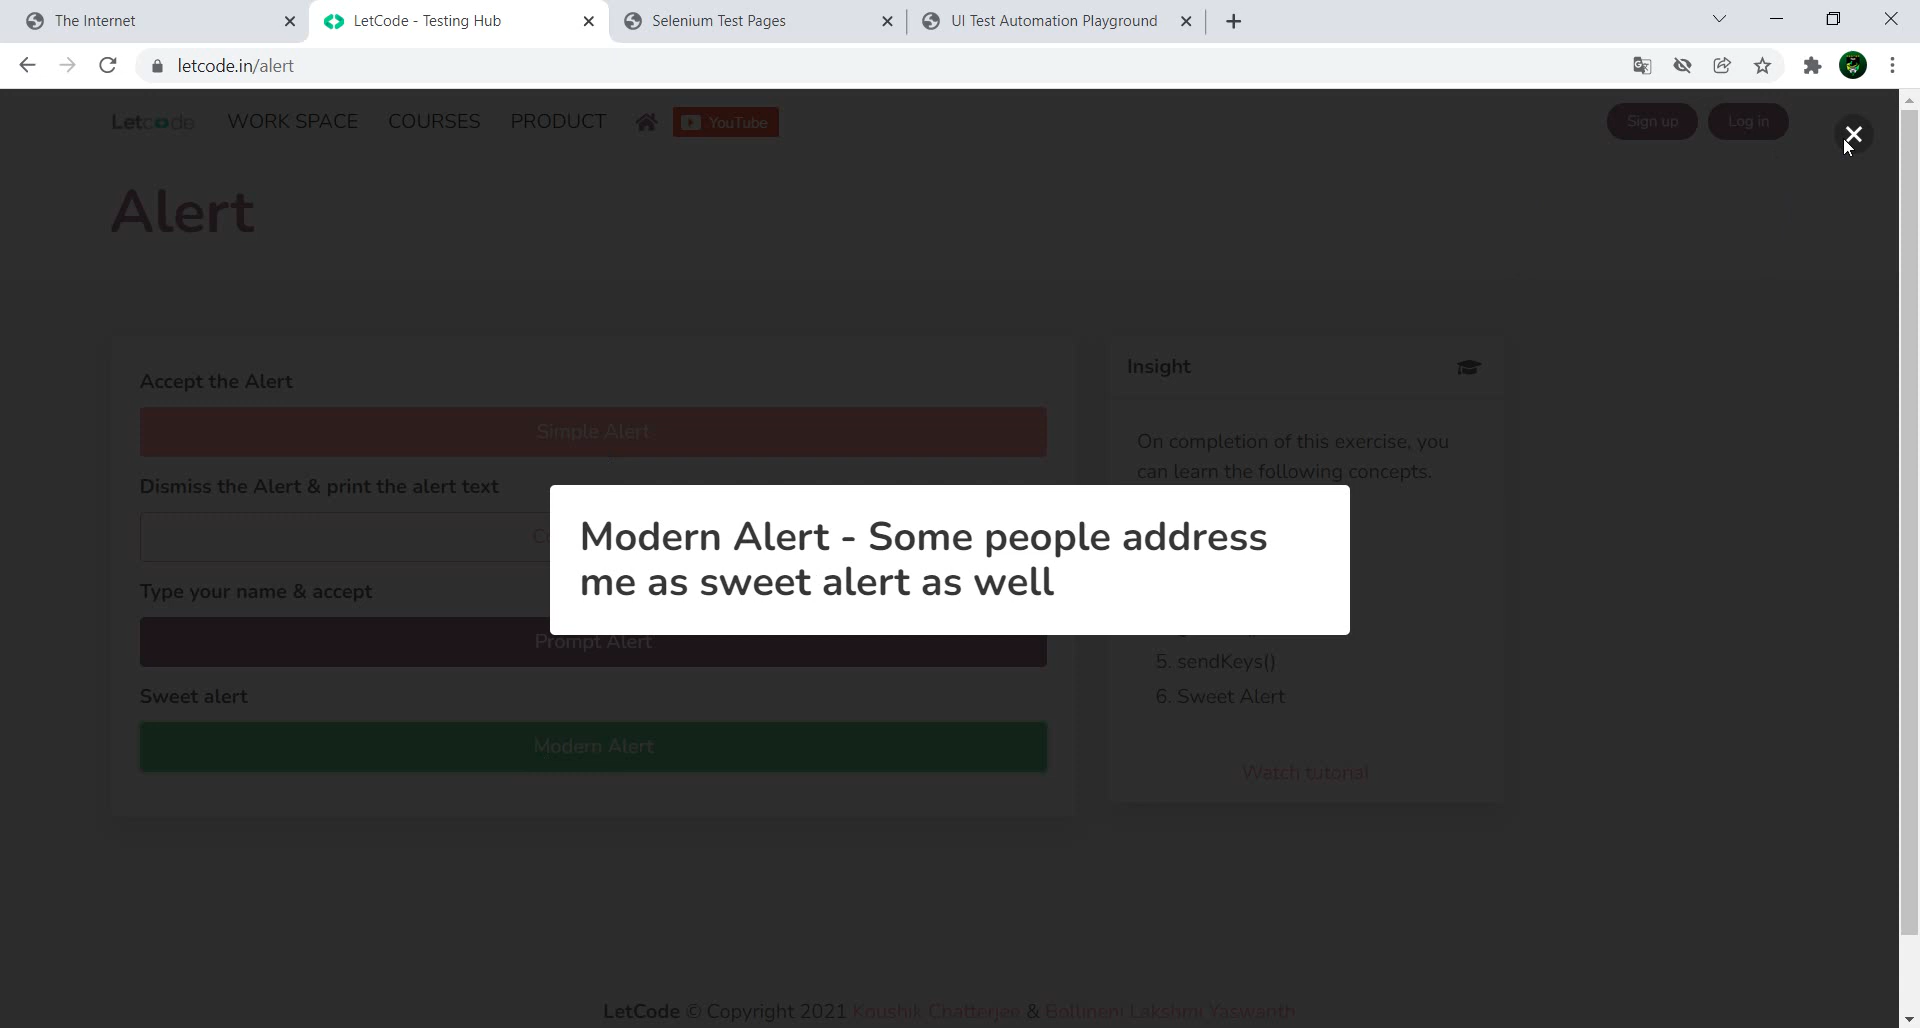 The Internet
LetCode - Testing Hub
Selenium Test Pages
UI Test Automation Playground
letcode.in/alert
Letcode
WORK SPACE
COURSES
PRODUCT
YouTube
Sign up
Log in
Alert
Accept the Alert
Simple Alert
Dismiss the Alert & print the alert text
Type your name & accept
Prompt Alert
Sweet alert
Modern Alert
Insight
On completion of this exercise, you
can learn the following concepts.
Modern Alert - Some people address
me as sweet alert as well
5. sendKeys()
6. Sweet Alert
Watch tutorial
LetCode © Copyright 2021 Koushik Chatterjee & Bollineni Lakshmi Yaswanth